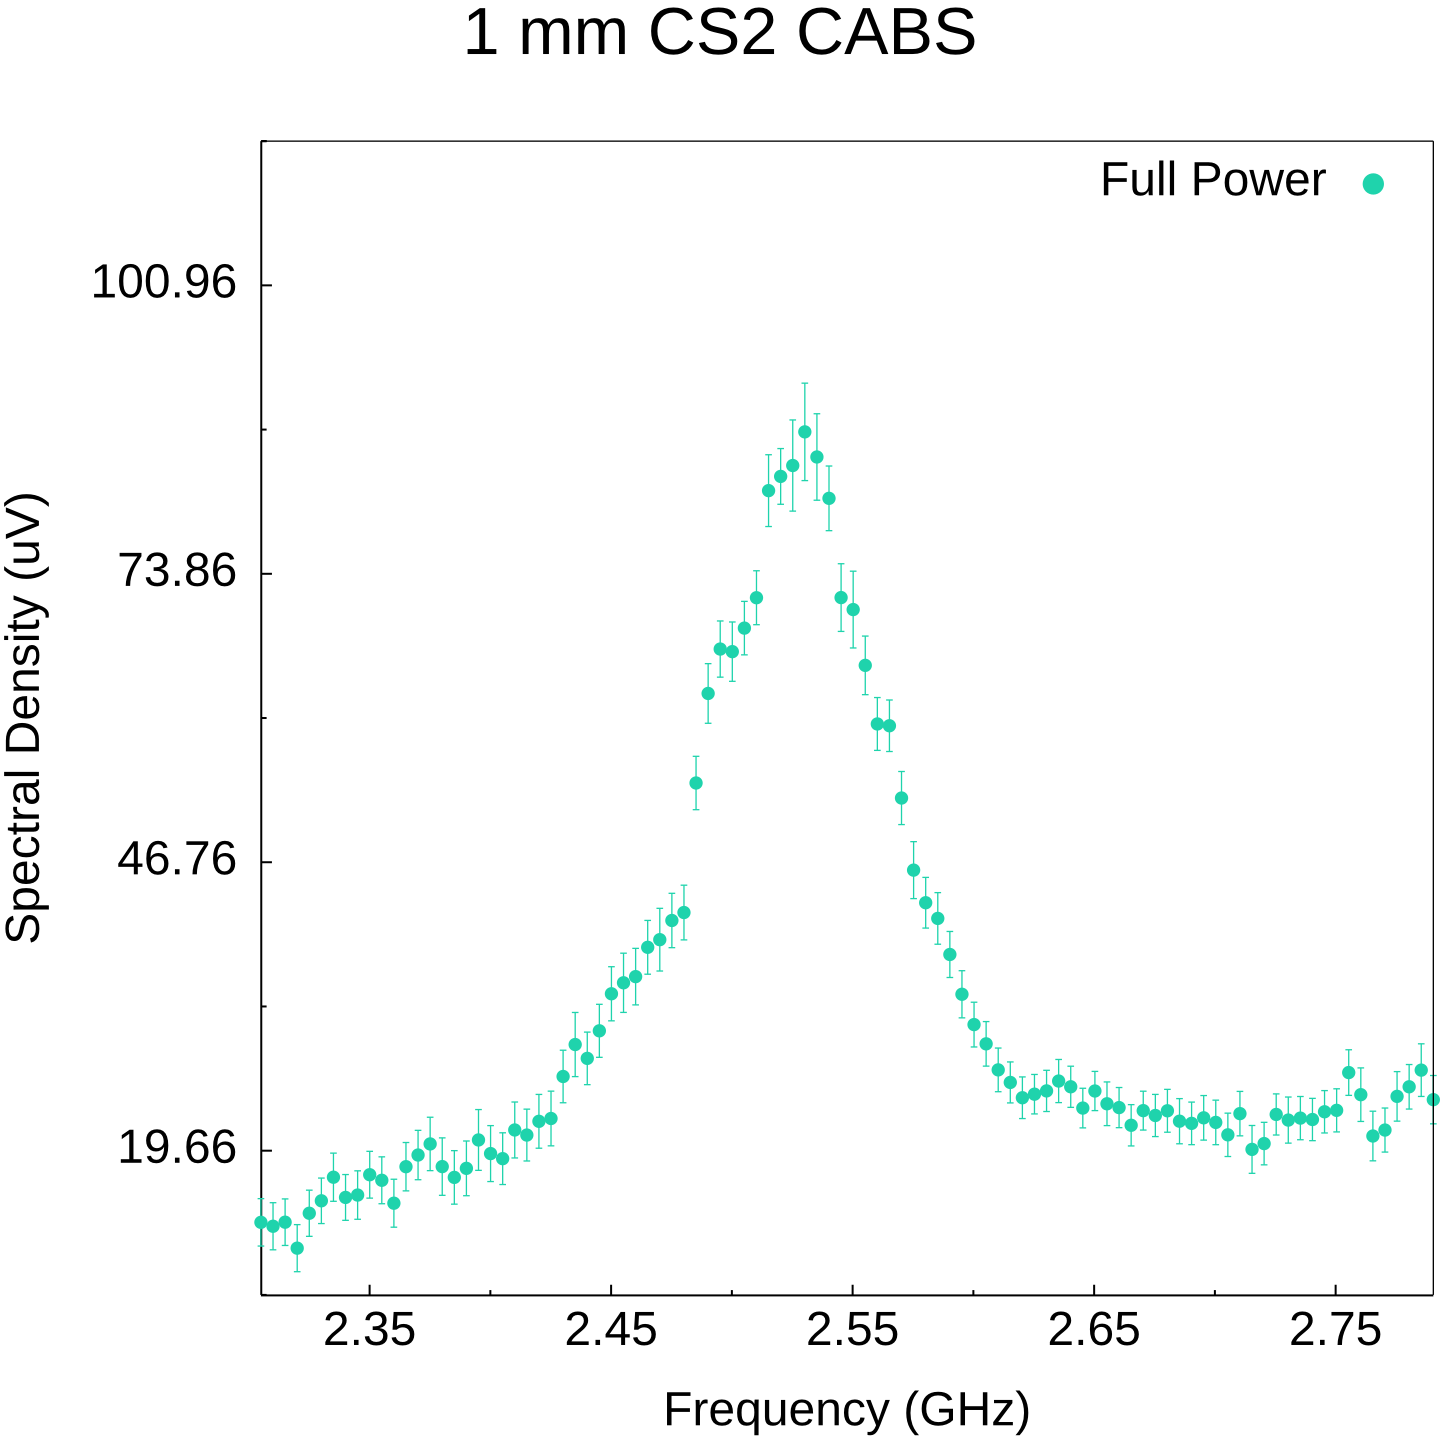 1 mm CS2 CABS
Full Power
100.96
73.86
46.76
19.66
Spectral Density (uV)
2.35 2.45 2.55 2.65 2.75
Frequency (GHz)